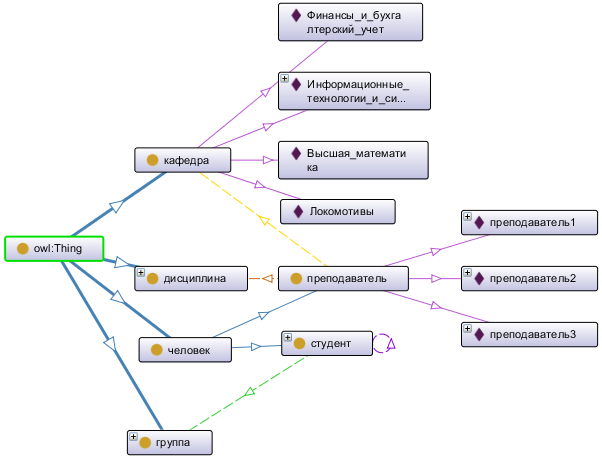 Финансы_и_бухга
лтерский_учет
Информационные_
технологии_и_си...
кафедра
Высшая_математи
ка
Локомотивы
преподаватель1
owl:Thing
дисциплина
преподаватель
преподаватель2
человек
студент
преподаватель3
группа